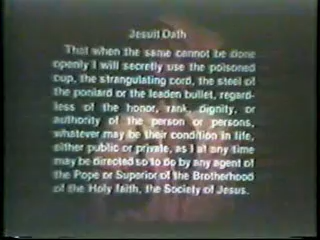 Jesuit Oath
That when the same cannot be done
openly I will secretly use the poisoned
cup, the strangulating cord, the steel of
the poniard or the leaden bullet, regard-
less of the honor, rank, dignity, or
authority of the person or persons,
whatever may be their condition in life,
either public or private, as I at any time
may be directed so to do by any agent of
the Pope or Superior of the Brotherhood
of the Holy faith, the Society of Jesus.